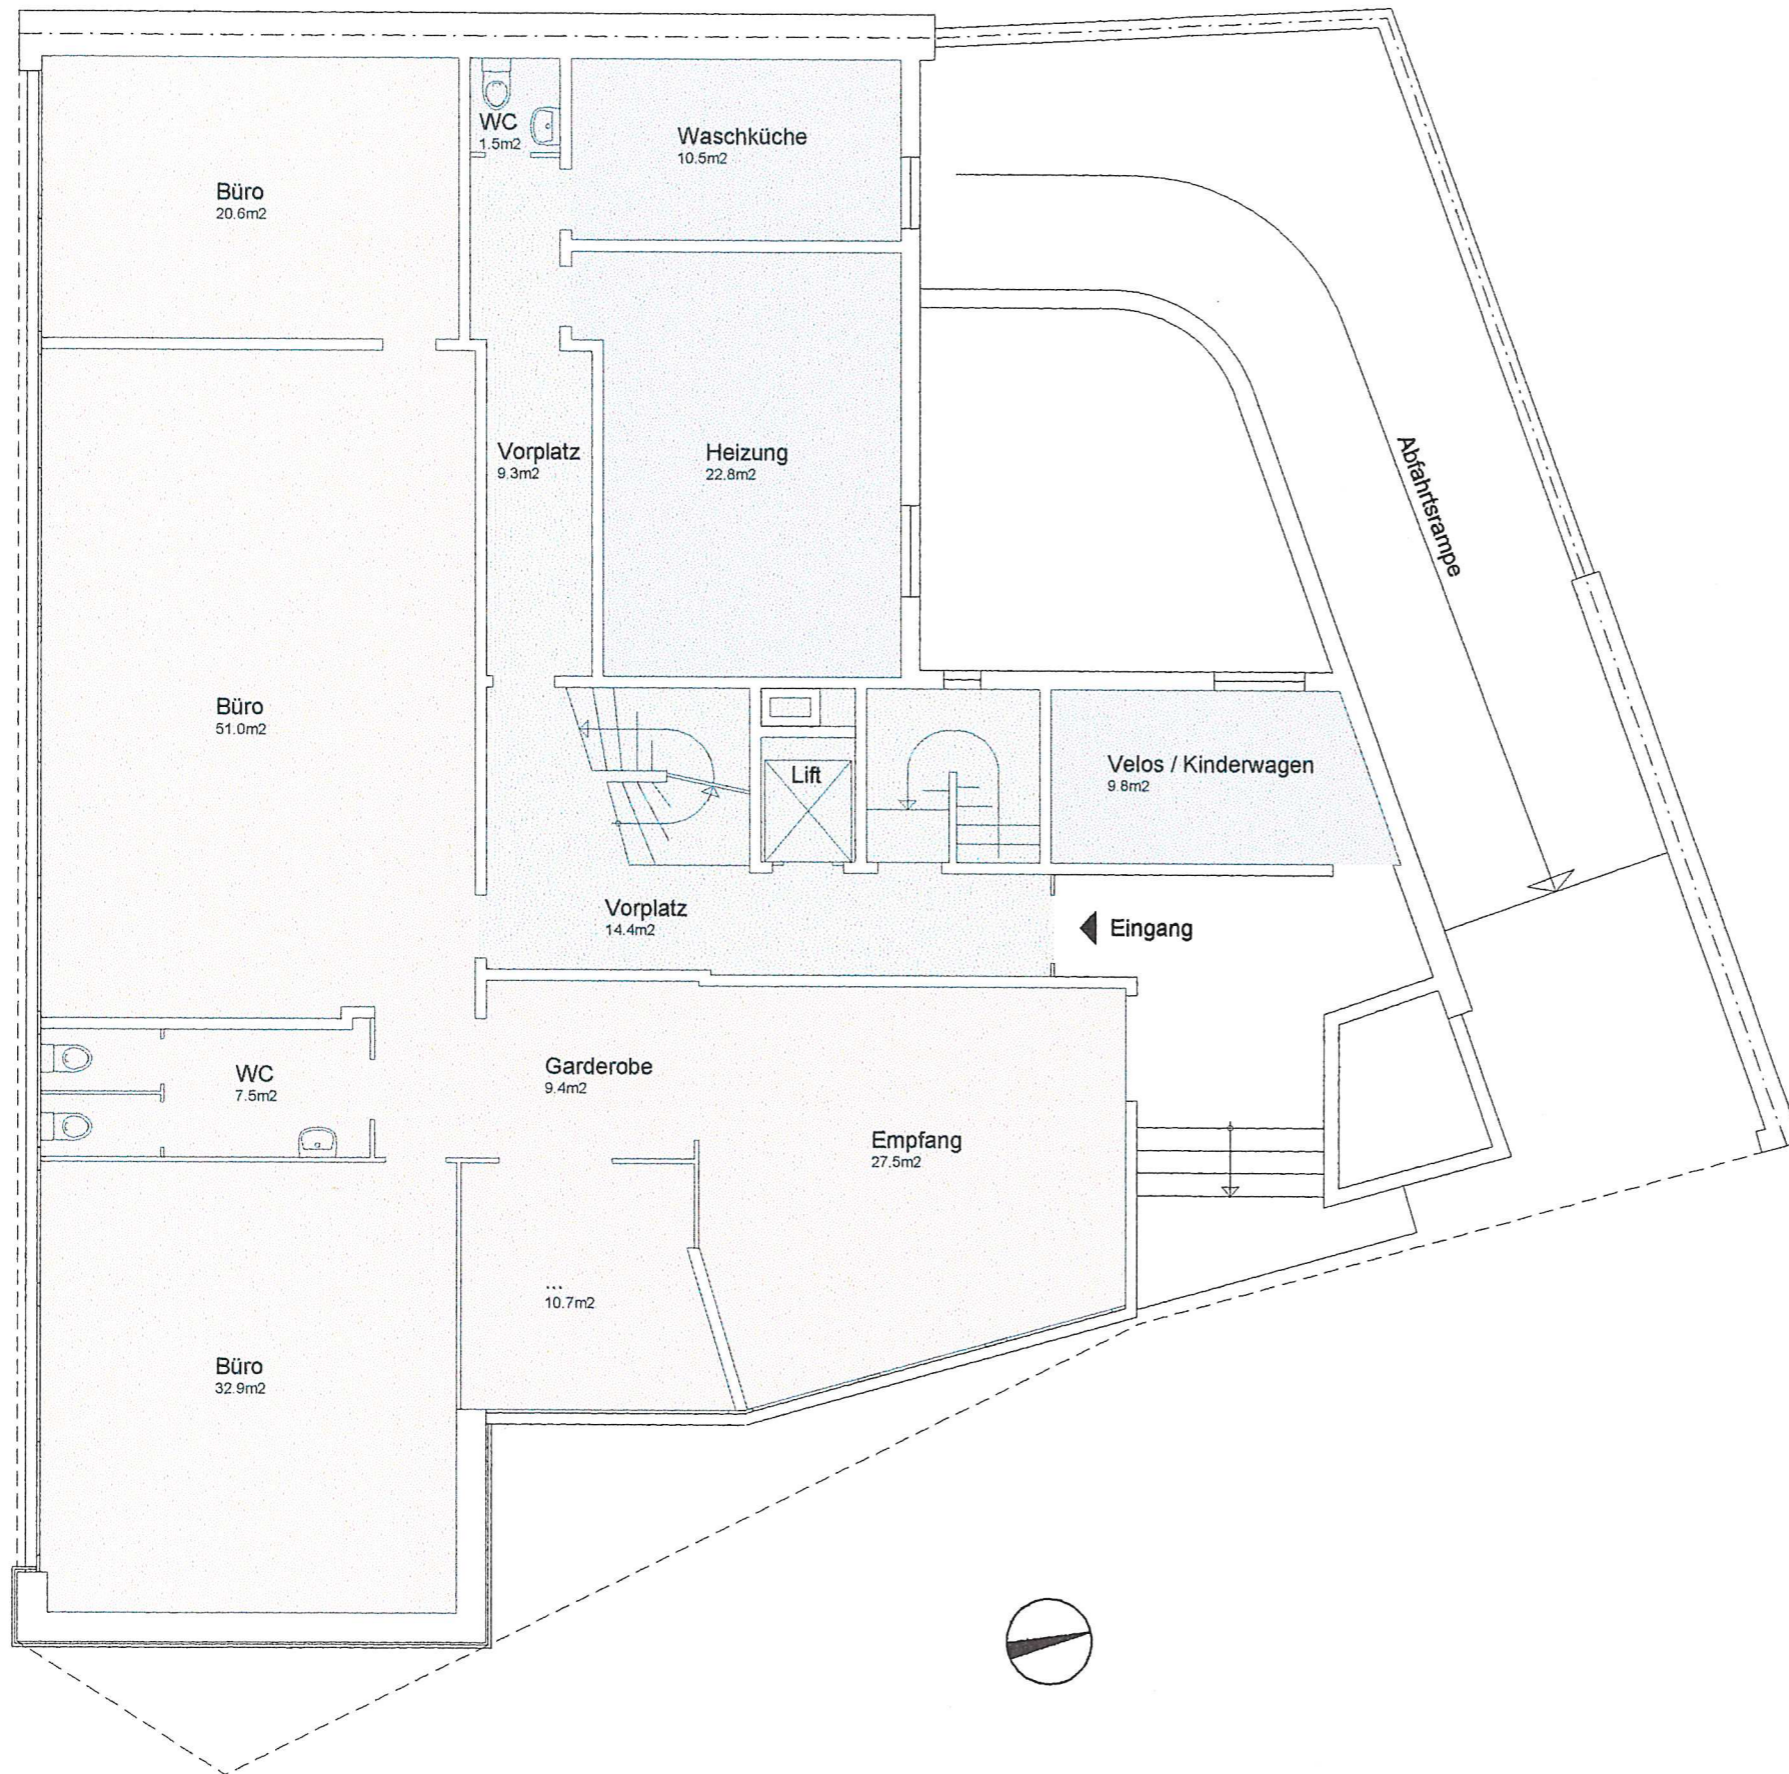 WC
1.5m2
Waschküche
10.5m2
Büro
20.6m2
Vorplatz
9.3m2
Heizung
22.8m2
Abfahrtsrampe
Büro
51.0m2
Lift
Velos / Kinderwagen
9.8m2
Vorplatz
14.4m2
Eingang
WC
7.5m2
Garderobe
9.4m2
Empfang
27.5m2
...
10.7m2
Büro
32.9m2